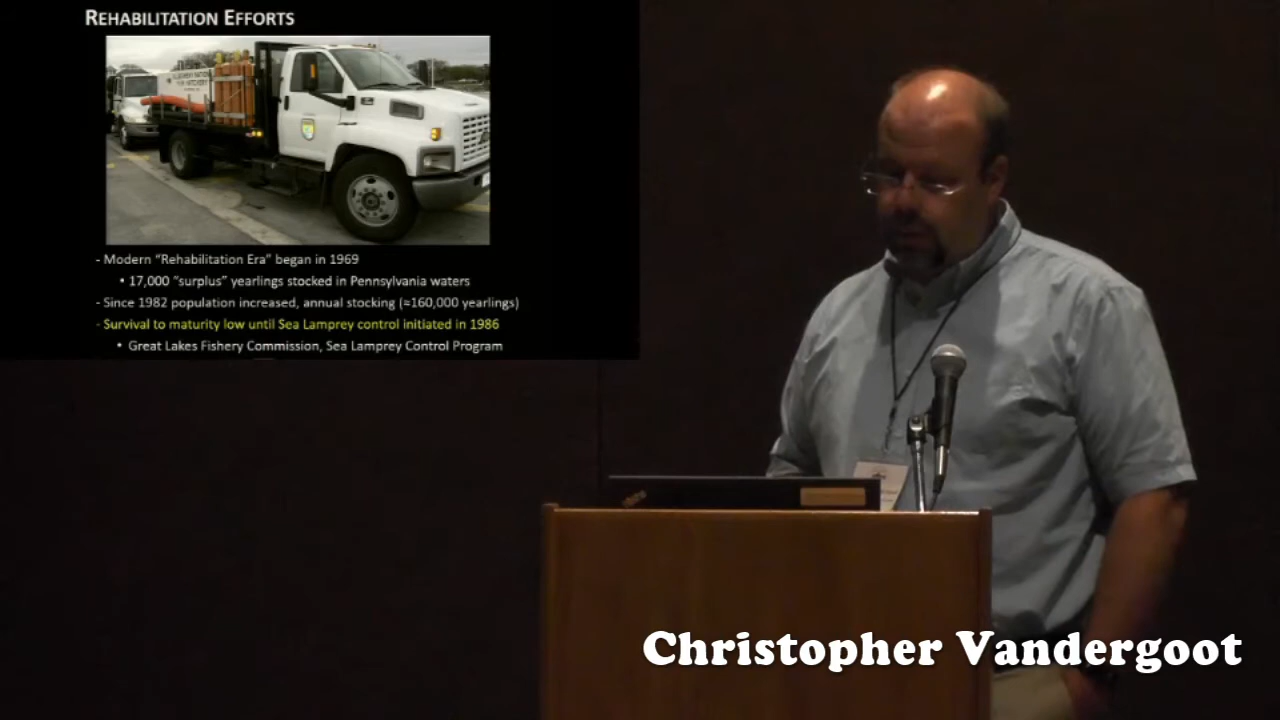 REHABILITATION EFFORTS
- Modern “Rehabilitation Era” began in 1969
• 17,000 “surplus” yearlings stocked in Pennsylvania waters
- Since 1982 population increased, annual stocking (≈160,000 yearlings)
- Survival to maturity low until Sea Lamprey control initiated in 1986
• Great Lakes Fishery Commission, Sea Lamprey Control Program
Christopher Vandergoot